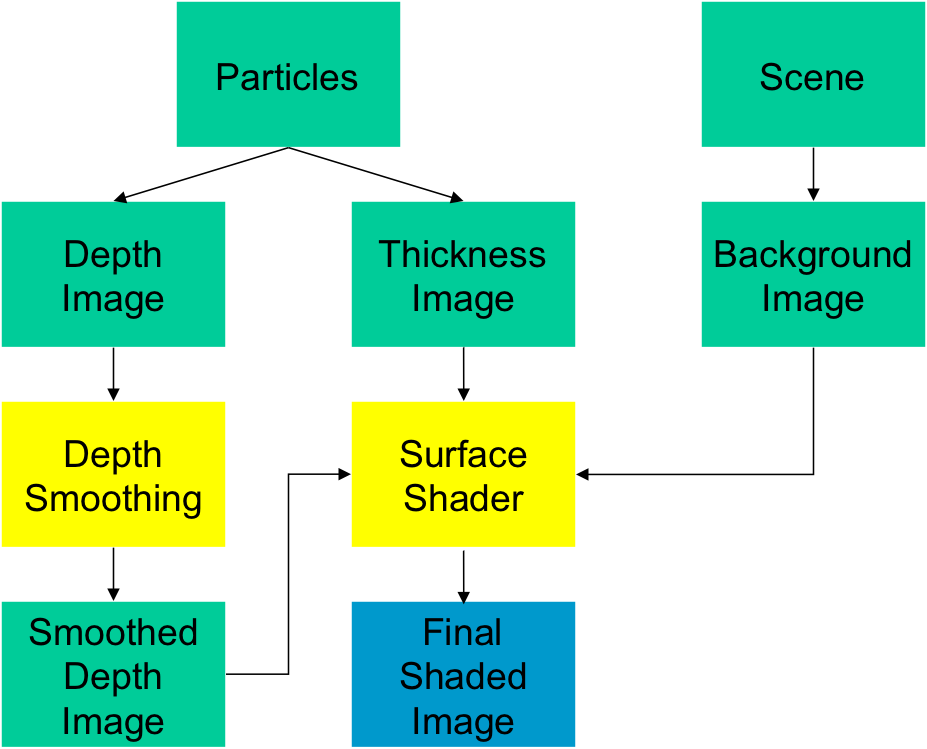 Particles
Scene
Depth
Image
Thickness
Image
Background
Image
Depth
Smoothing
Surface
Shader
Smoothed
Depth
Image
Final
Shaded
Image